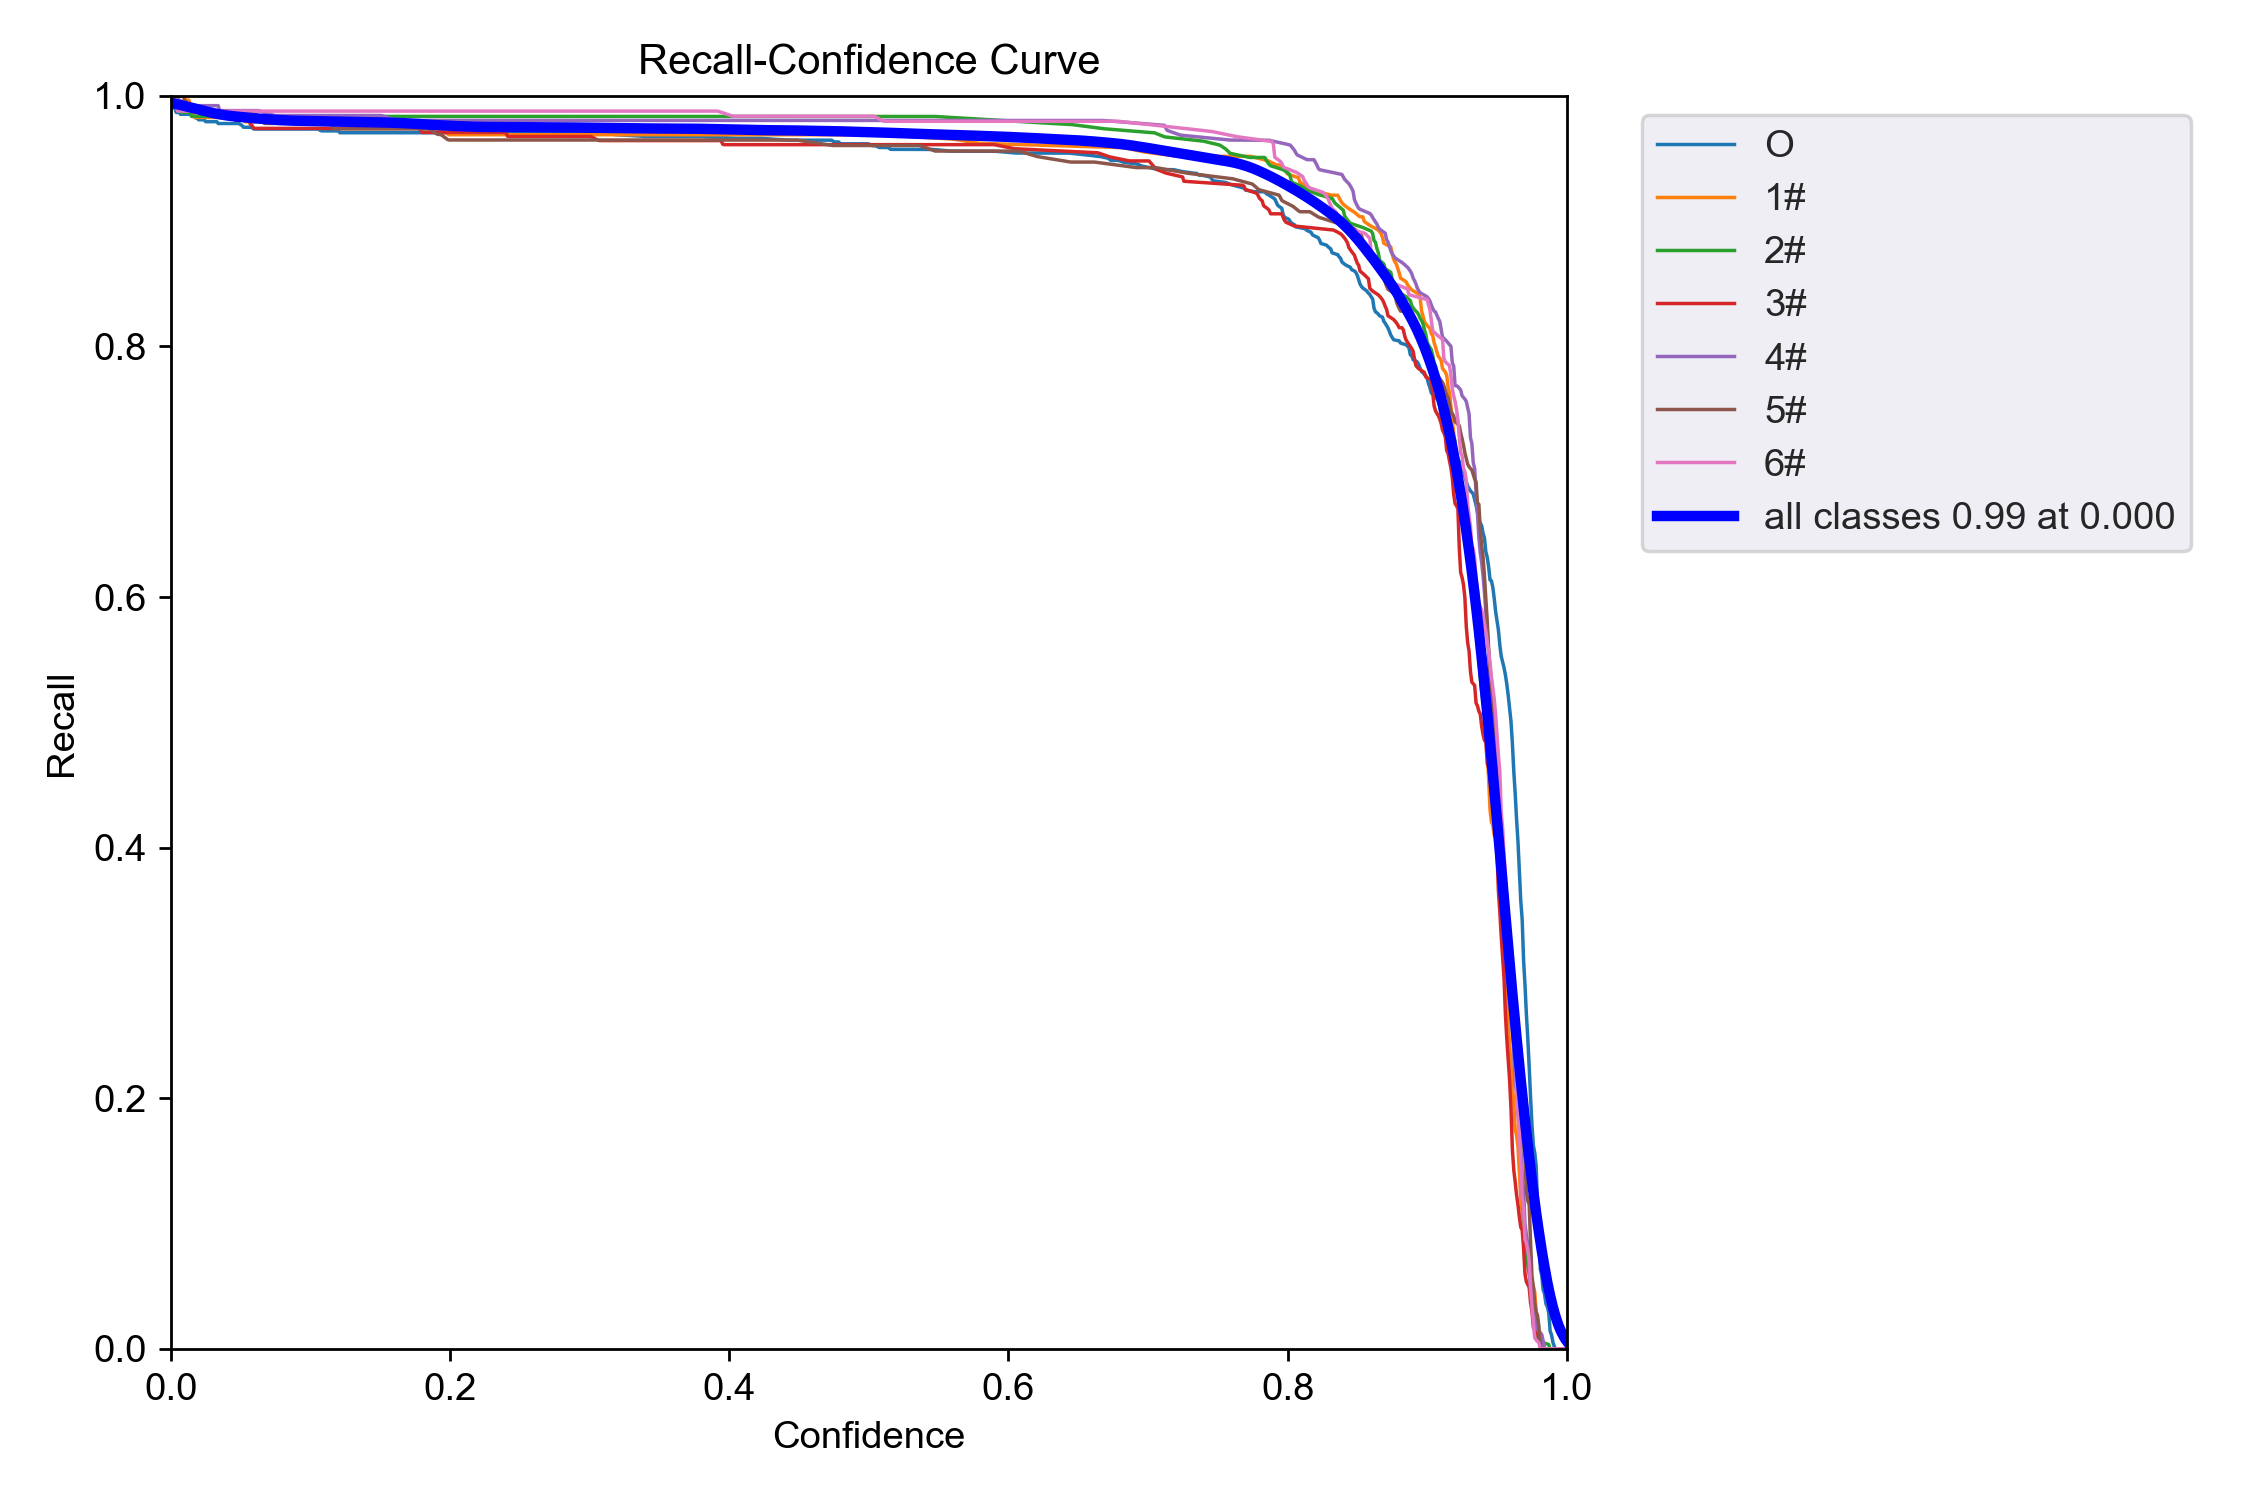 Recall-Confidence Curve
1.0
0.8
0.6
0.4
0.2
0.0
Recall
0.0 0.2 0.4 0.6 0.8 1.0
Confidence
O
1#
2#
3#
4#
5#
6#
all classes 0.99 at 0.000